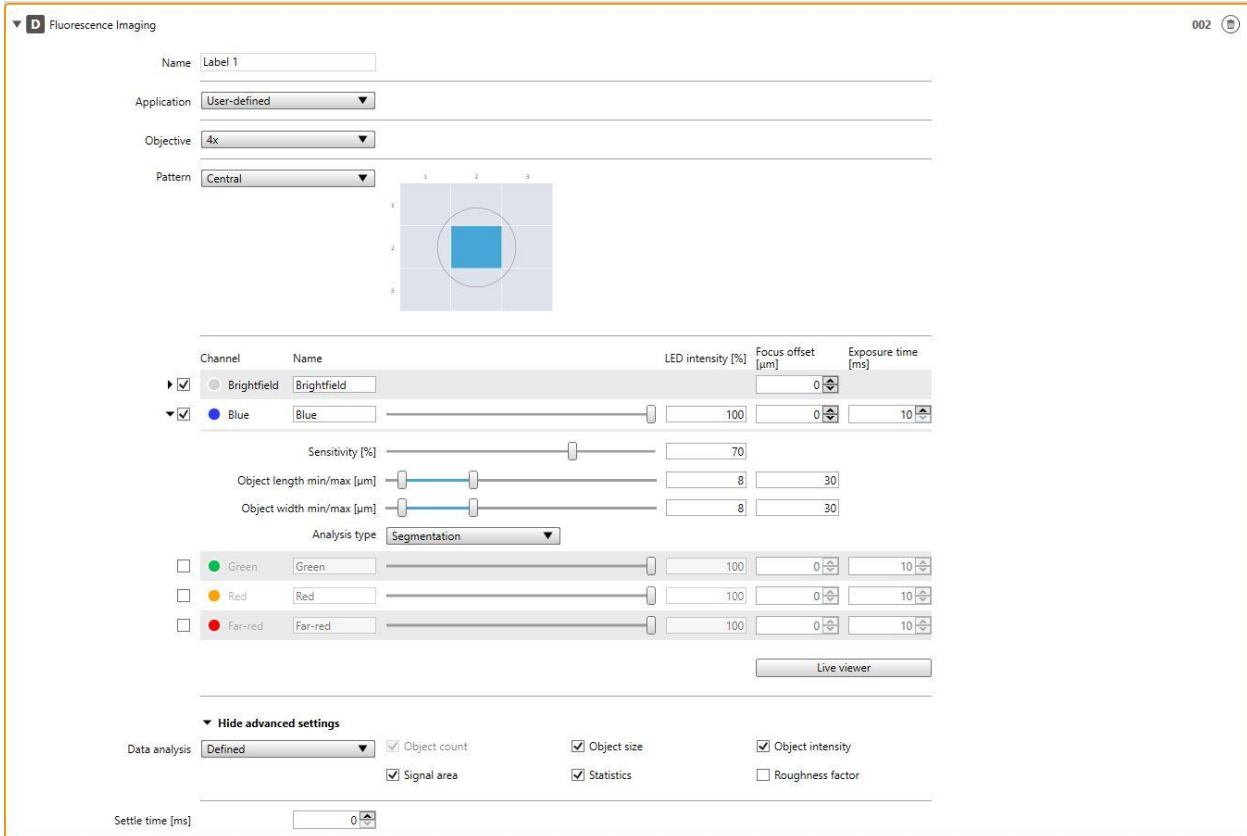 D Fluorescence Imaging 002
Name Label 1
Application User-defined
Objective 4x
Pattern Central
1 2 3
1
2
3
Channel Name LED intensity [%] Focus offset [µm] Exposure time [ms]
Brightfield Brightfield 0
Blue Blue 100 0 10
Sensitivity [%] 70
Object length min/max [µm] 8 30
Object width min/max [µm] 8 30
Analysis type Segmentation
Green Green 100 0 10
Red Red 100 0 10
Far-red Far-red 100 0 10
Live viewer
Hide advanced settings
Data analysis Defined Object count Object size Object intensity
Signal area Statistics Roughness factor
Settle time [ms] 0